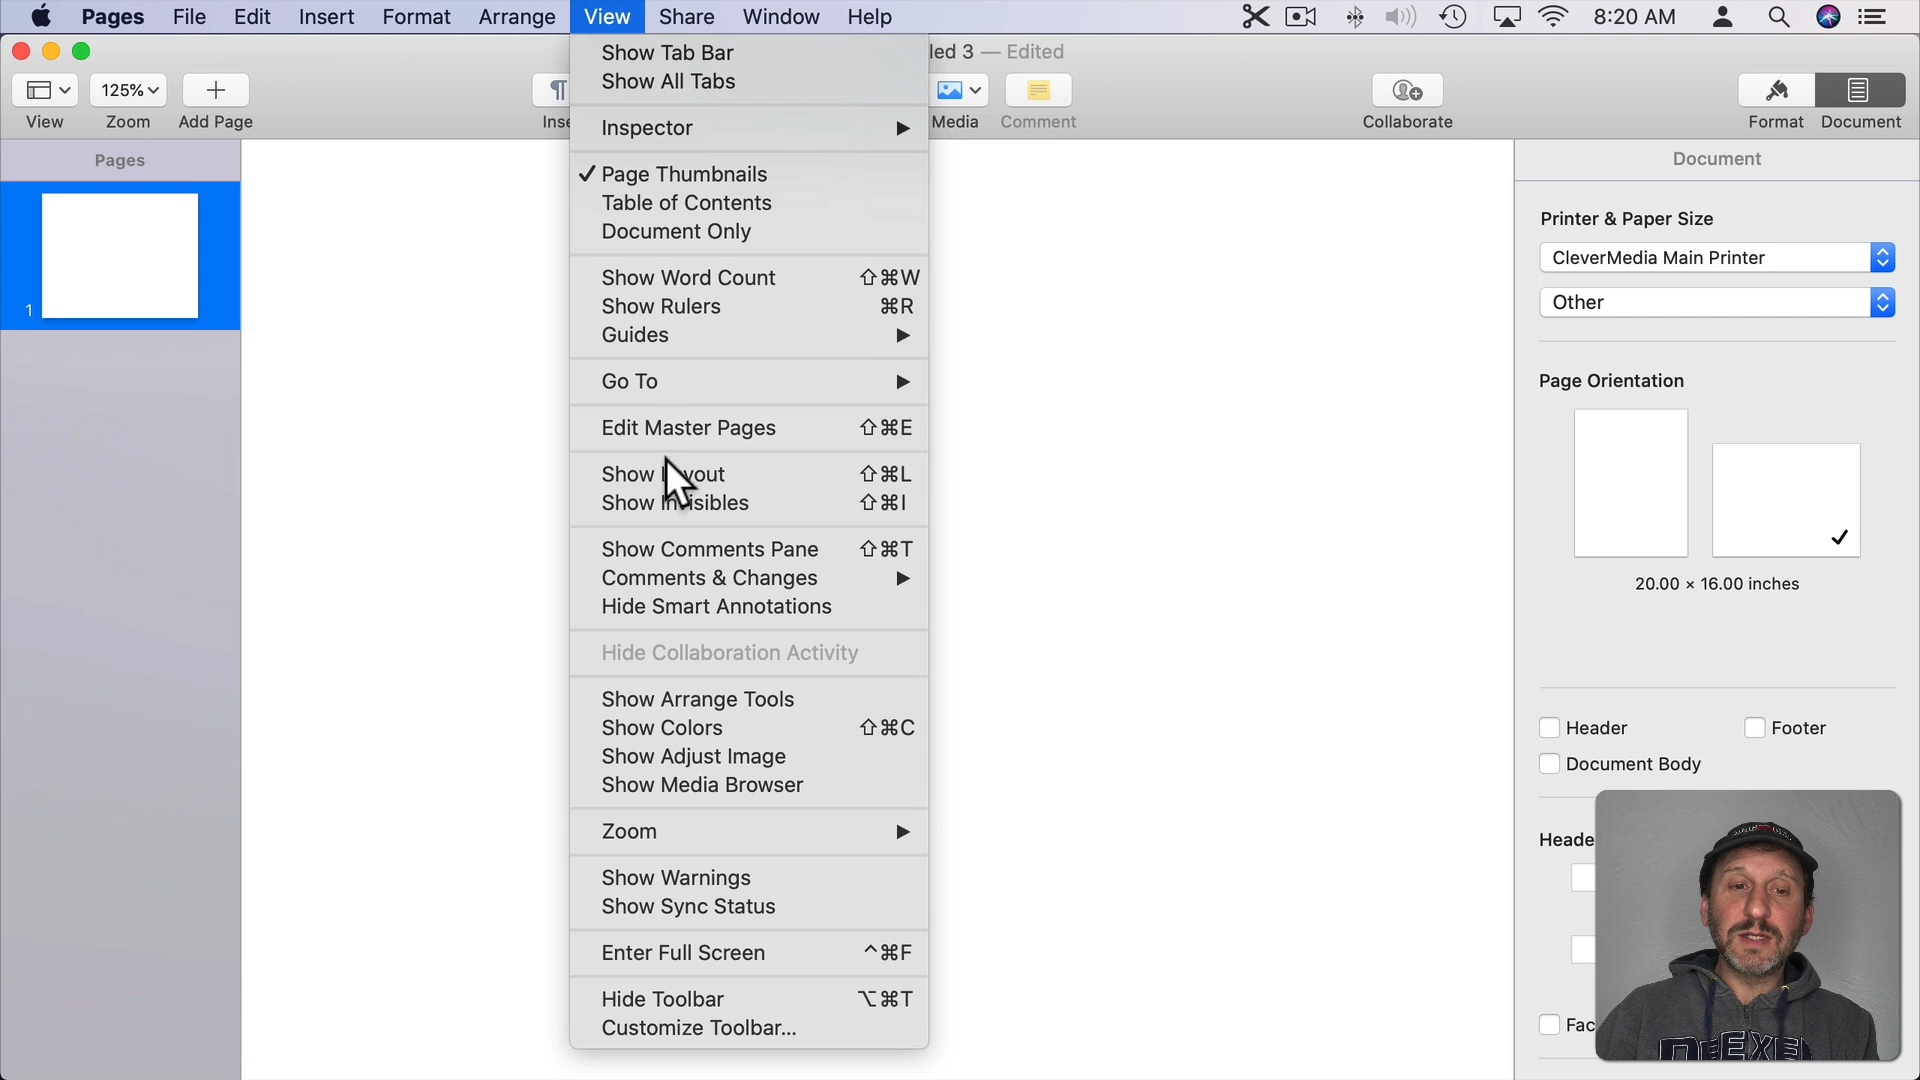 Pages File Edit Insert Format Arrange View Share Window Help 8:20 AM
led 3 — Edited
125%
View Zoom Add Page Inse Media Comment Collaborate Format Document
Pages
1
Show Tab Bar
Show All Tabs
Inspector
Page Thumbnails
Table of Contents
Document Only
Show Word Count ⇧⌘W
Show Rulers ⌘R
Guides
Go To
Edit Master Pages ⇧⌘E
Show Layout ⇧⌘L
Show Invisibles ⇧⌘I
Show Comments Pane ⇧⌘T
Comments & Changes
Hide Smart Annotations
Hide Collaboration Activity
Show Arrange Tools
Show Colors ⇧⌘C
Show Adjust Image
Show Media Browser
Zoom
Show Warnings
Show Sync Status
Enter Full Screen ^⌘F
Hide Toolbar ⌥⌘T
Customize Toolbar...
Document
Printer & Paper Size
CleverMedia Main Printer
Other
Page Orientation
20.00 × 16.00 inches
Header Footer
Document Body
Heade
Fac